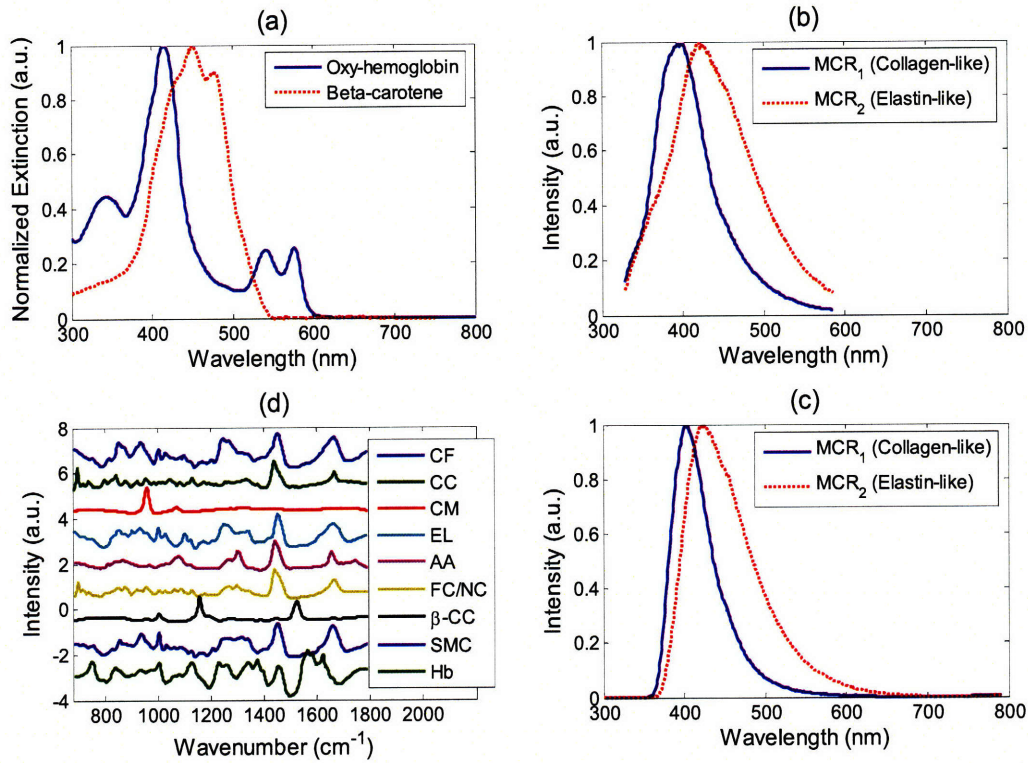 (a)
Normalized Extinction (a.u.)
1
0.8
0.6
0.4
0.2
0
300 400 500 600 700 800
Wavelength (nm)
Oxy-hemoglobin
Beta-carotene
(b)
Intensity (a.u.)
1
0.8
0.6
0.4
0.2
0
300 400 500 600 700 800
Wavelength (nm)
MCR1 (Collagen-like)
MCR2 (Elastin-like)
(d)
Intensity (a.u.)
8
6
4
2
0
-2
-4
800 1000 1200 1400 1600 1800 2000
Wavenumber (cm-1)
CF
CC
CM
EL
AA
FC/NC
β-CC
SMC
Hb
(c)
Intensity (a.u.)
1
0.8
0.6
0.4
0.2
0
300 400 500 600 700 800
Wavelength (nm)
MCR1 (Collagen-like)
MCR2 (Elastin-like)